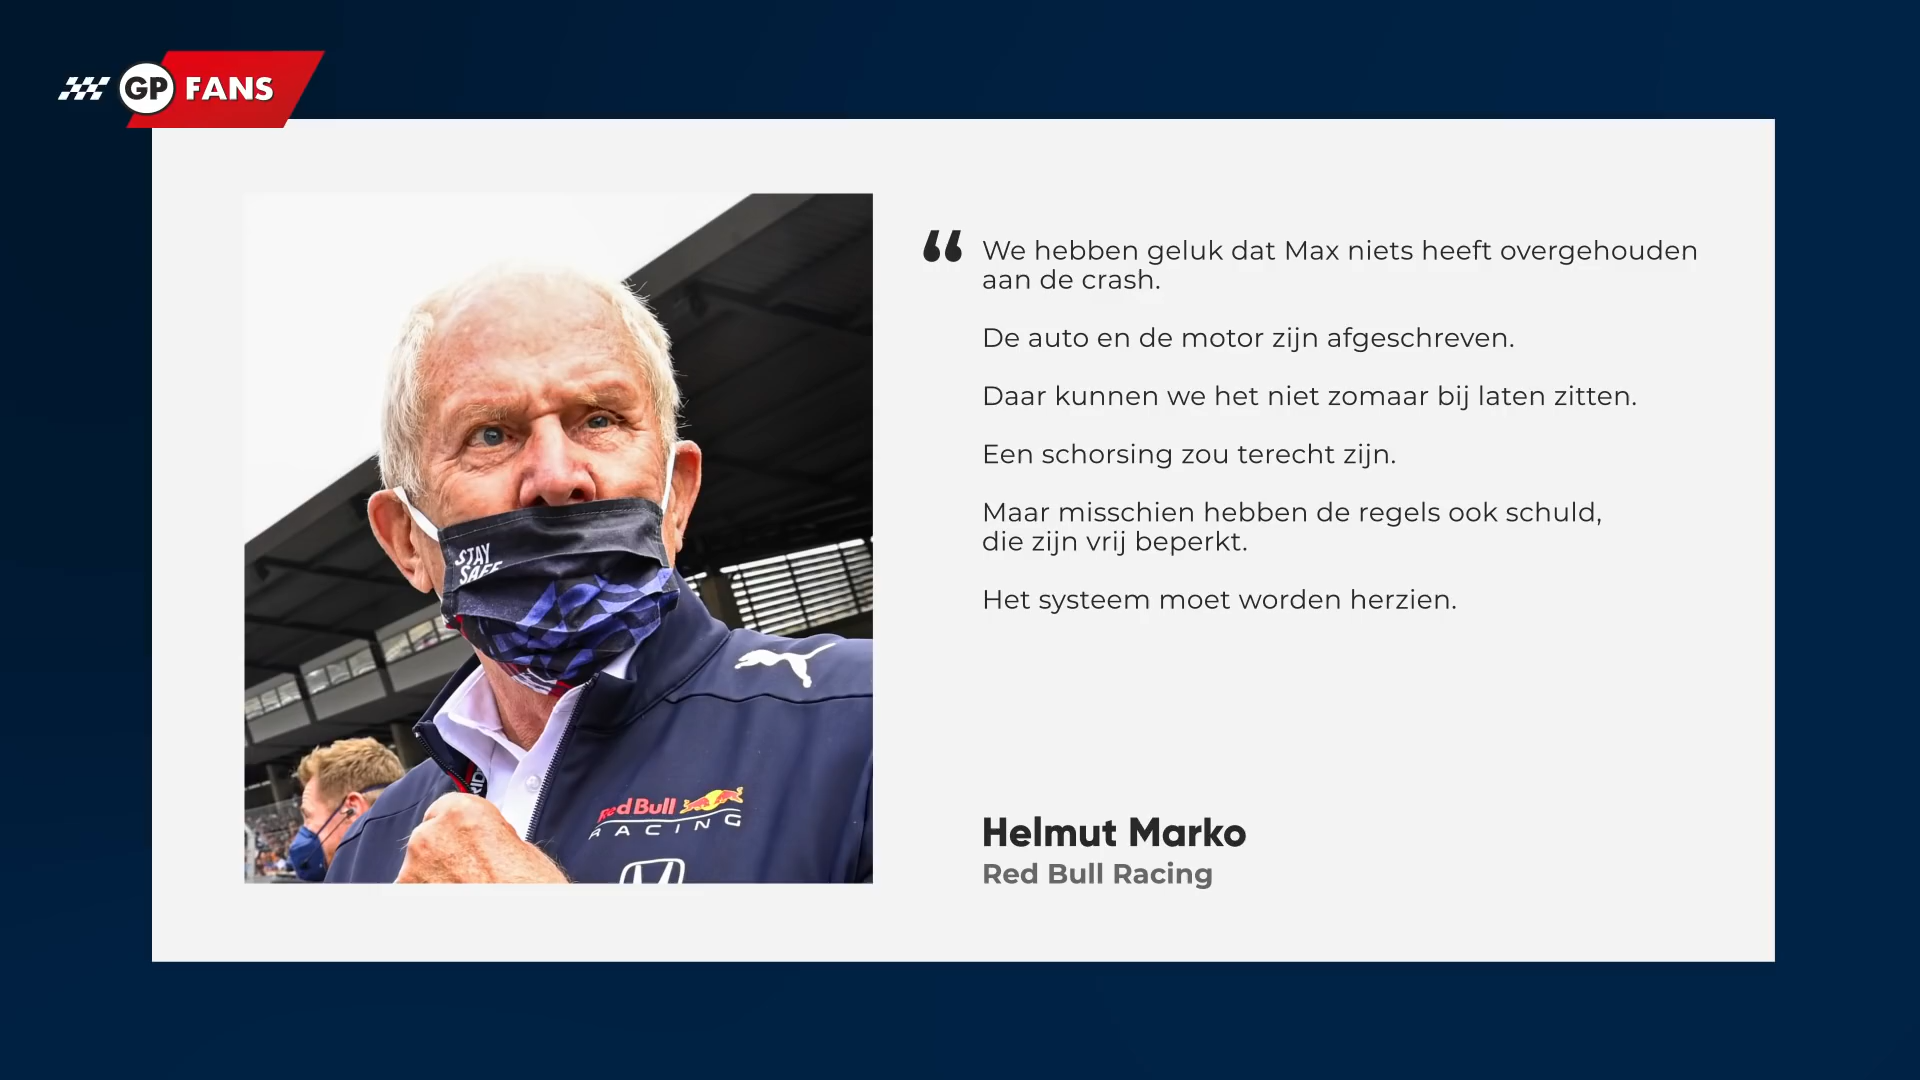 GP FANS
“ We hebben geluk dat Max niets heeft overgehouden
aan de crash.
De auto en de motor zijn afgeschreven.
Daar kunnen we het niet zomaar bij laten zitten.
Een schorsing zou terecht zijn.
Maar misschien hebben de regels ook schuld,
die zijn vrij beperkt.
Het systeem moet worden herzien.
STAY
SAFE
Red Bull
RACING
Helmut Marko
Red Bull Racing